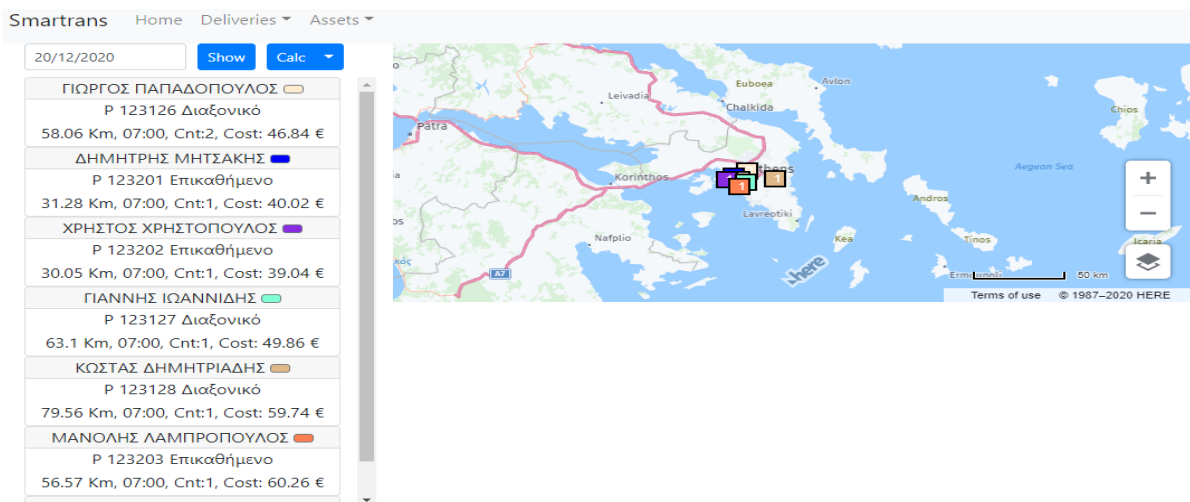 Smartrans Home Deliveries Assets
20/12/2020 Show Calc
ΓΙΩΡΓΟΣ ΠΑΠΑΔΟΠΟΥΛΟΣ
Ρ 123126 Διαξονικό
58.06 Km, 07:00, Cnt:2, Cost: 46.84 €
ΔΗΜΗΤΡΗΣ ΜΗΤΣΑΚΗΣ
Ρ 123201 Επικαθήμενο
31.28 Km, 07:00, Cnt:1, Cost: 40.02 €
ΧΡΗΣΤΟΣ ΧΡΗΣΤΟΠΟΥΛΟΣ
Ρ 123202 Επικαθήμενο
30.05 Km, 07:00, Cnt:1, Cost: 39.04 €
ΓΙΑΝΝΗΣ ΙΩΑΝΝΙΔΗΣ
Ρ 123127 Διαξονικό
63.1 Km, 07:00, Cnt:1, Cost: 49.86 €
ΚΩΣΤΑΣ ΔΗΜΗΤΡΙΑΔΗΣ
Ρ 123128 Διαξονικό
79.56 Km, 07:00, Cnt:1, Cost: 59.74 €
ΜΑΝΟΛΗΣ ΛΑΜΠΡΟΠΟΥΛΟΣ
Ρ 123203 Επικαθήμενο
56.57 Km, 07:00, Cnt:1, Cost: 60.26 €
Euboea
Avlon
Leivadia
Chalkida
Chios
Patra
Korinthos
1
1
Aegean Sea
Andros
Lavreotiki
Nafplio
Kea
Tinos
Icaria
A7
here
50 km
Terms of use © 1987–2020 HERE